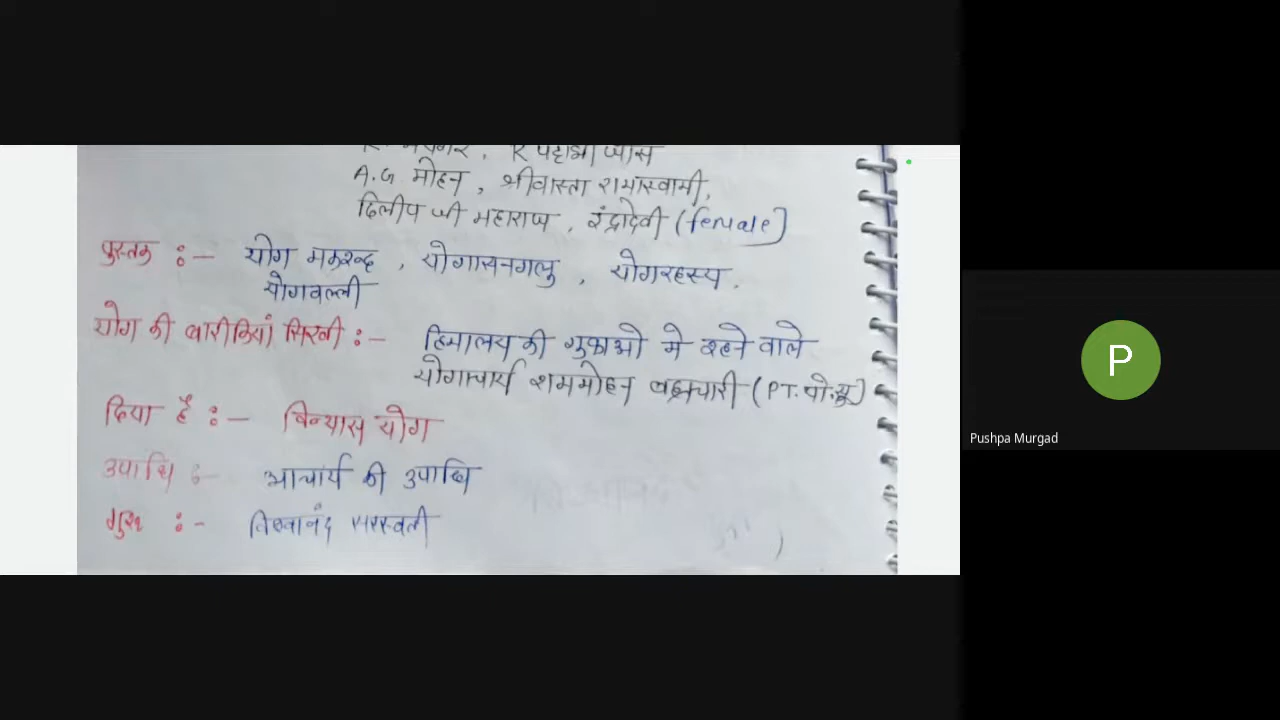 A.G मोहन , श्रीवास्ता रामास्वामी,
दिलीप जी महाराज , इंद्रादेवी (female)
पुस्तक :- योग मकरन्द , योगासनगलु , योगरहस्य .
योगवल्ली
योग की बारीकियां सिखी :- हिमालय की गुफाओ मे रहने वाले
योगाचार्य राममोहन ब्रह्मचारी (PT.यो.सू)
दिया है :- विन्यास योग
उपाधि :- आचार्य की उपाधि
गुरु :- विश्वानंद सरस्वती
P
Pushpa Murgad